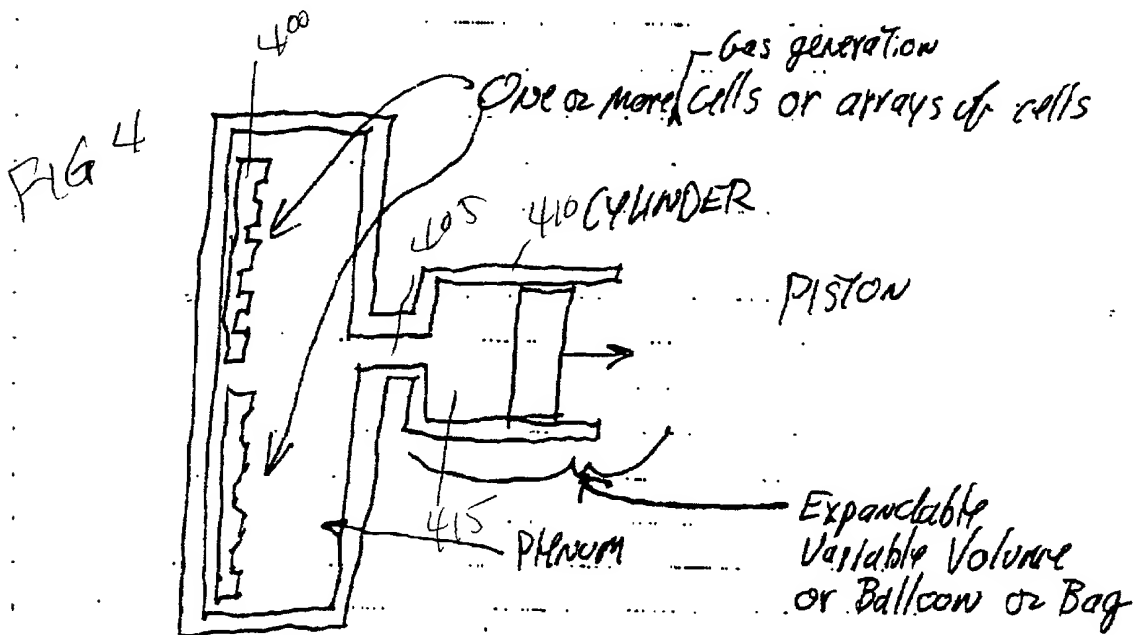 400
Gas generation
One or more cells or arrays of cells
FIG 4
405
410 CYLINDER
PISTON
415
PLENUM
Expandable
Variable Volume
or Balloon or Bag